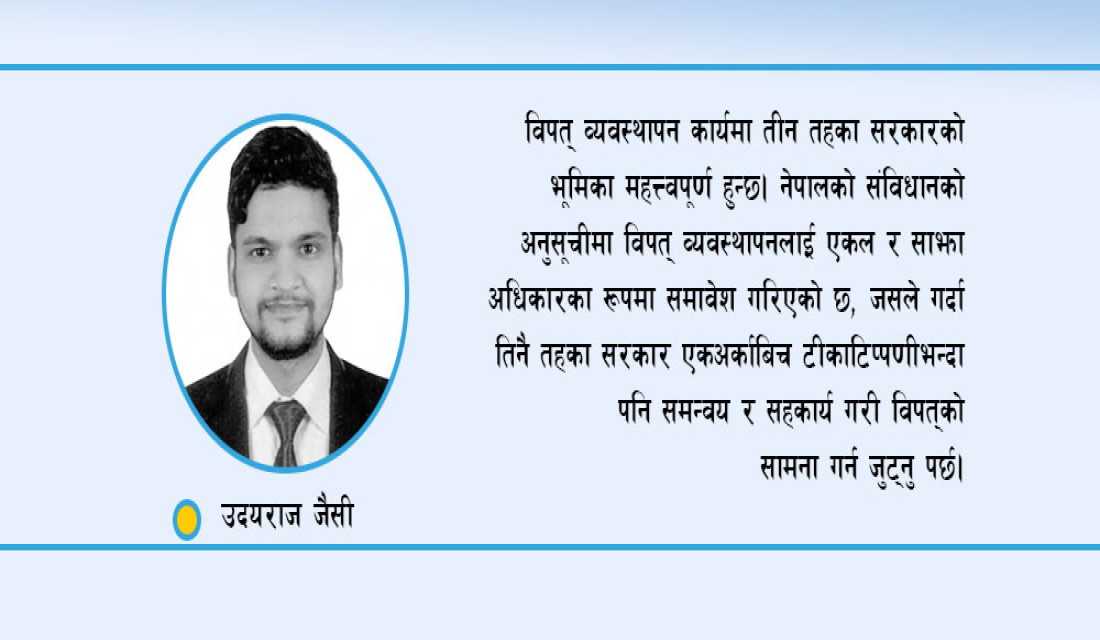 विपत् व्यवस्थापन कार्यमा तीन तहका सरकारको
भूमिका महत्त्वपूर्ण हुन्छ। नेपालको संविधानको
अनुसूचीमा विपत् व्यवस्थापनलाई एकल र साझा
अधिकारका रूपमा समावेश गरिएको छ, जसले गर्दा
तिनै तहका सरकार एकअर्काबिच टीकाटिप्पणीभन्दा
पनि समन्वय र सहकार्य गरी विपत्को
सामना गर्न जुट्नु पर्छ।
उदयराज जैसी